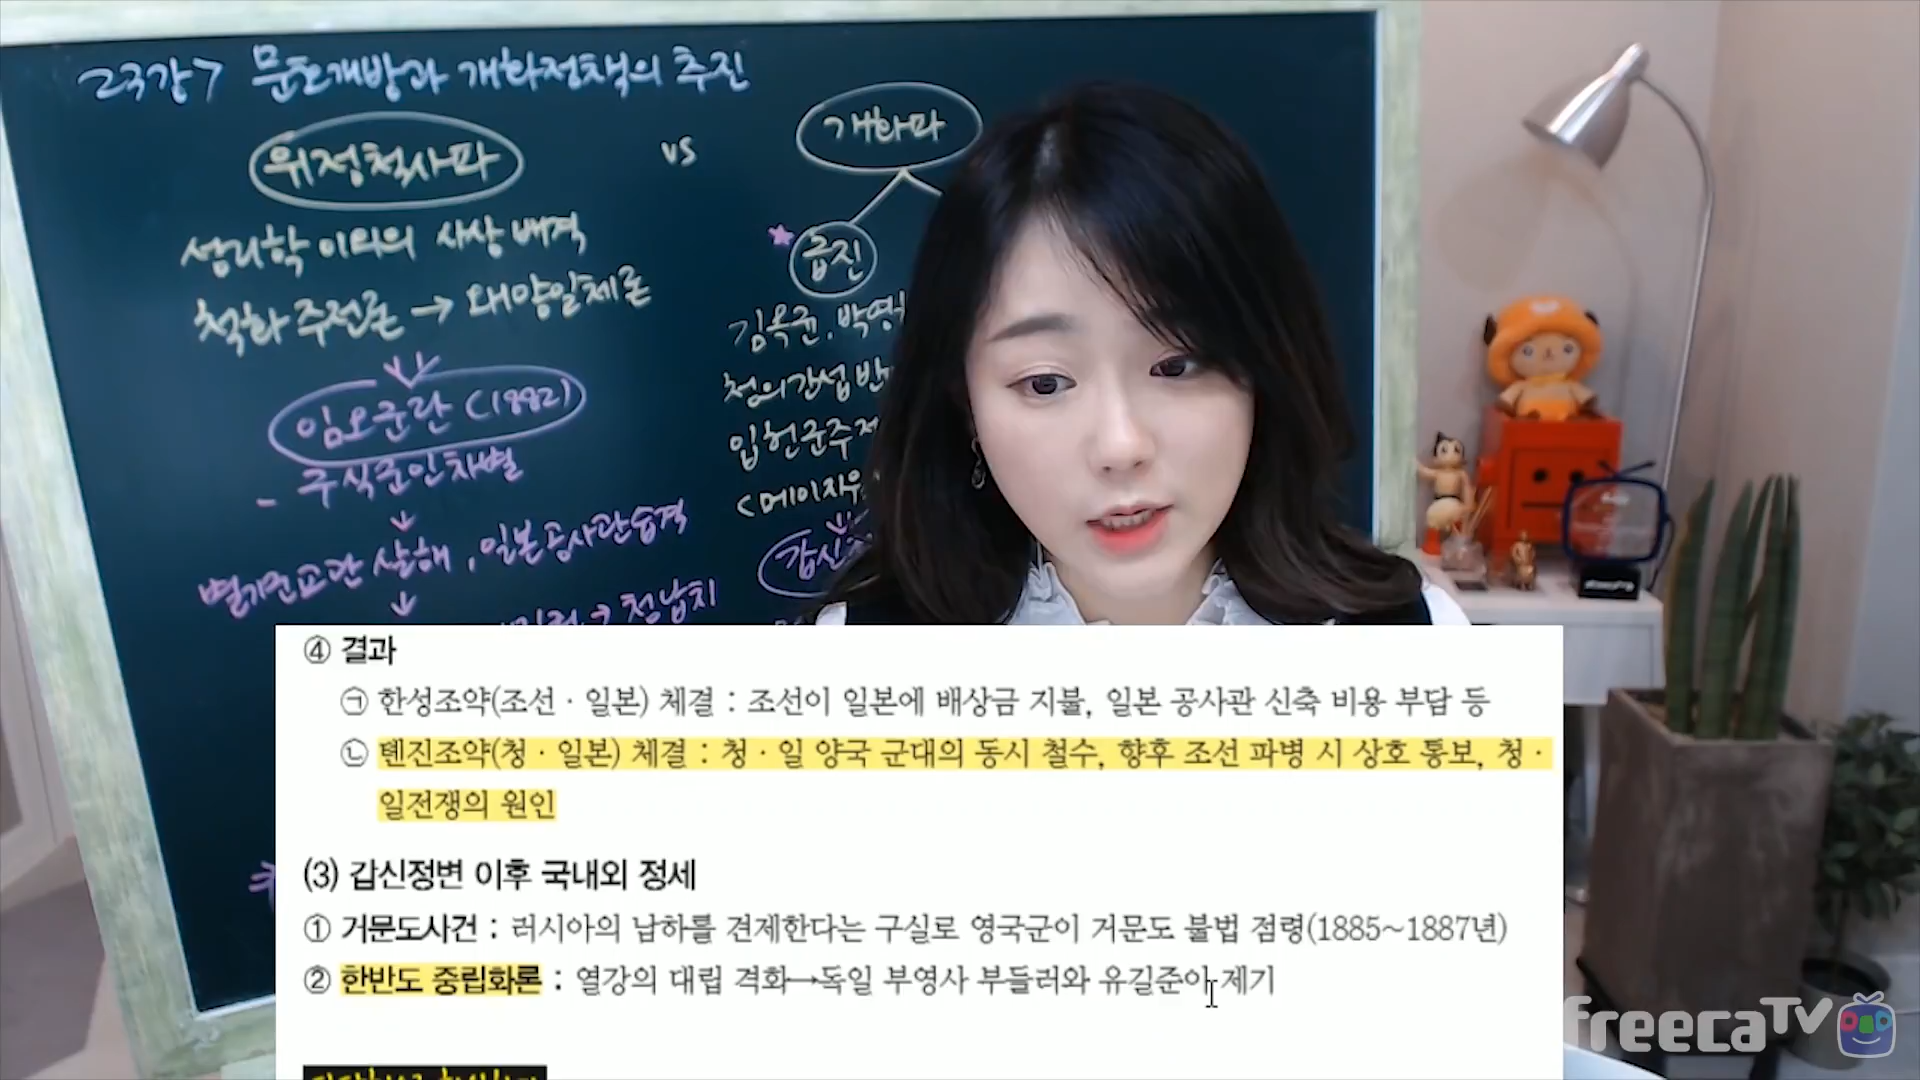 2국강7 문호개방과 개화정책의 추진
위정척사파 vs 개화파
성리학 이외의 사상 배격
척화주전론 → 왜양일체론
임오군란 (1882)
- 구식군인차별
별기군교관 살해, 일본공사관습격
→ 청납치
급진
김옥균, 박영
청의간섭 반
입헌군주
<메이지유
갑신
④ 결과
㉠ 한성조약(조선 · 일본) 체결 : 조선이 일본에 배상금 지불, 일본 공사관 신축 비용 부담 등
㉡ 톈진조약(청 · 일본) 체결 : 청 · 일 양국 군대의 동시 철수, 향후 조선 파병 시 상호 통보, 청 ·
일전쟁의 원인
(3) 갑신정변 이후 국내외 정세
① 거문도사건 : 러시아의 남하를 견제한다는 구실로 영국군이 거문도 불법 점령(1885~1887년)
② 한반도 중립화론 : 열강의 대립 격화→독일 부영사 부들러와 유길준이 제기
freecaTV